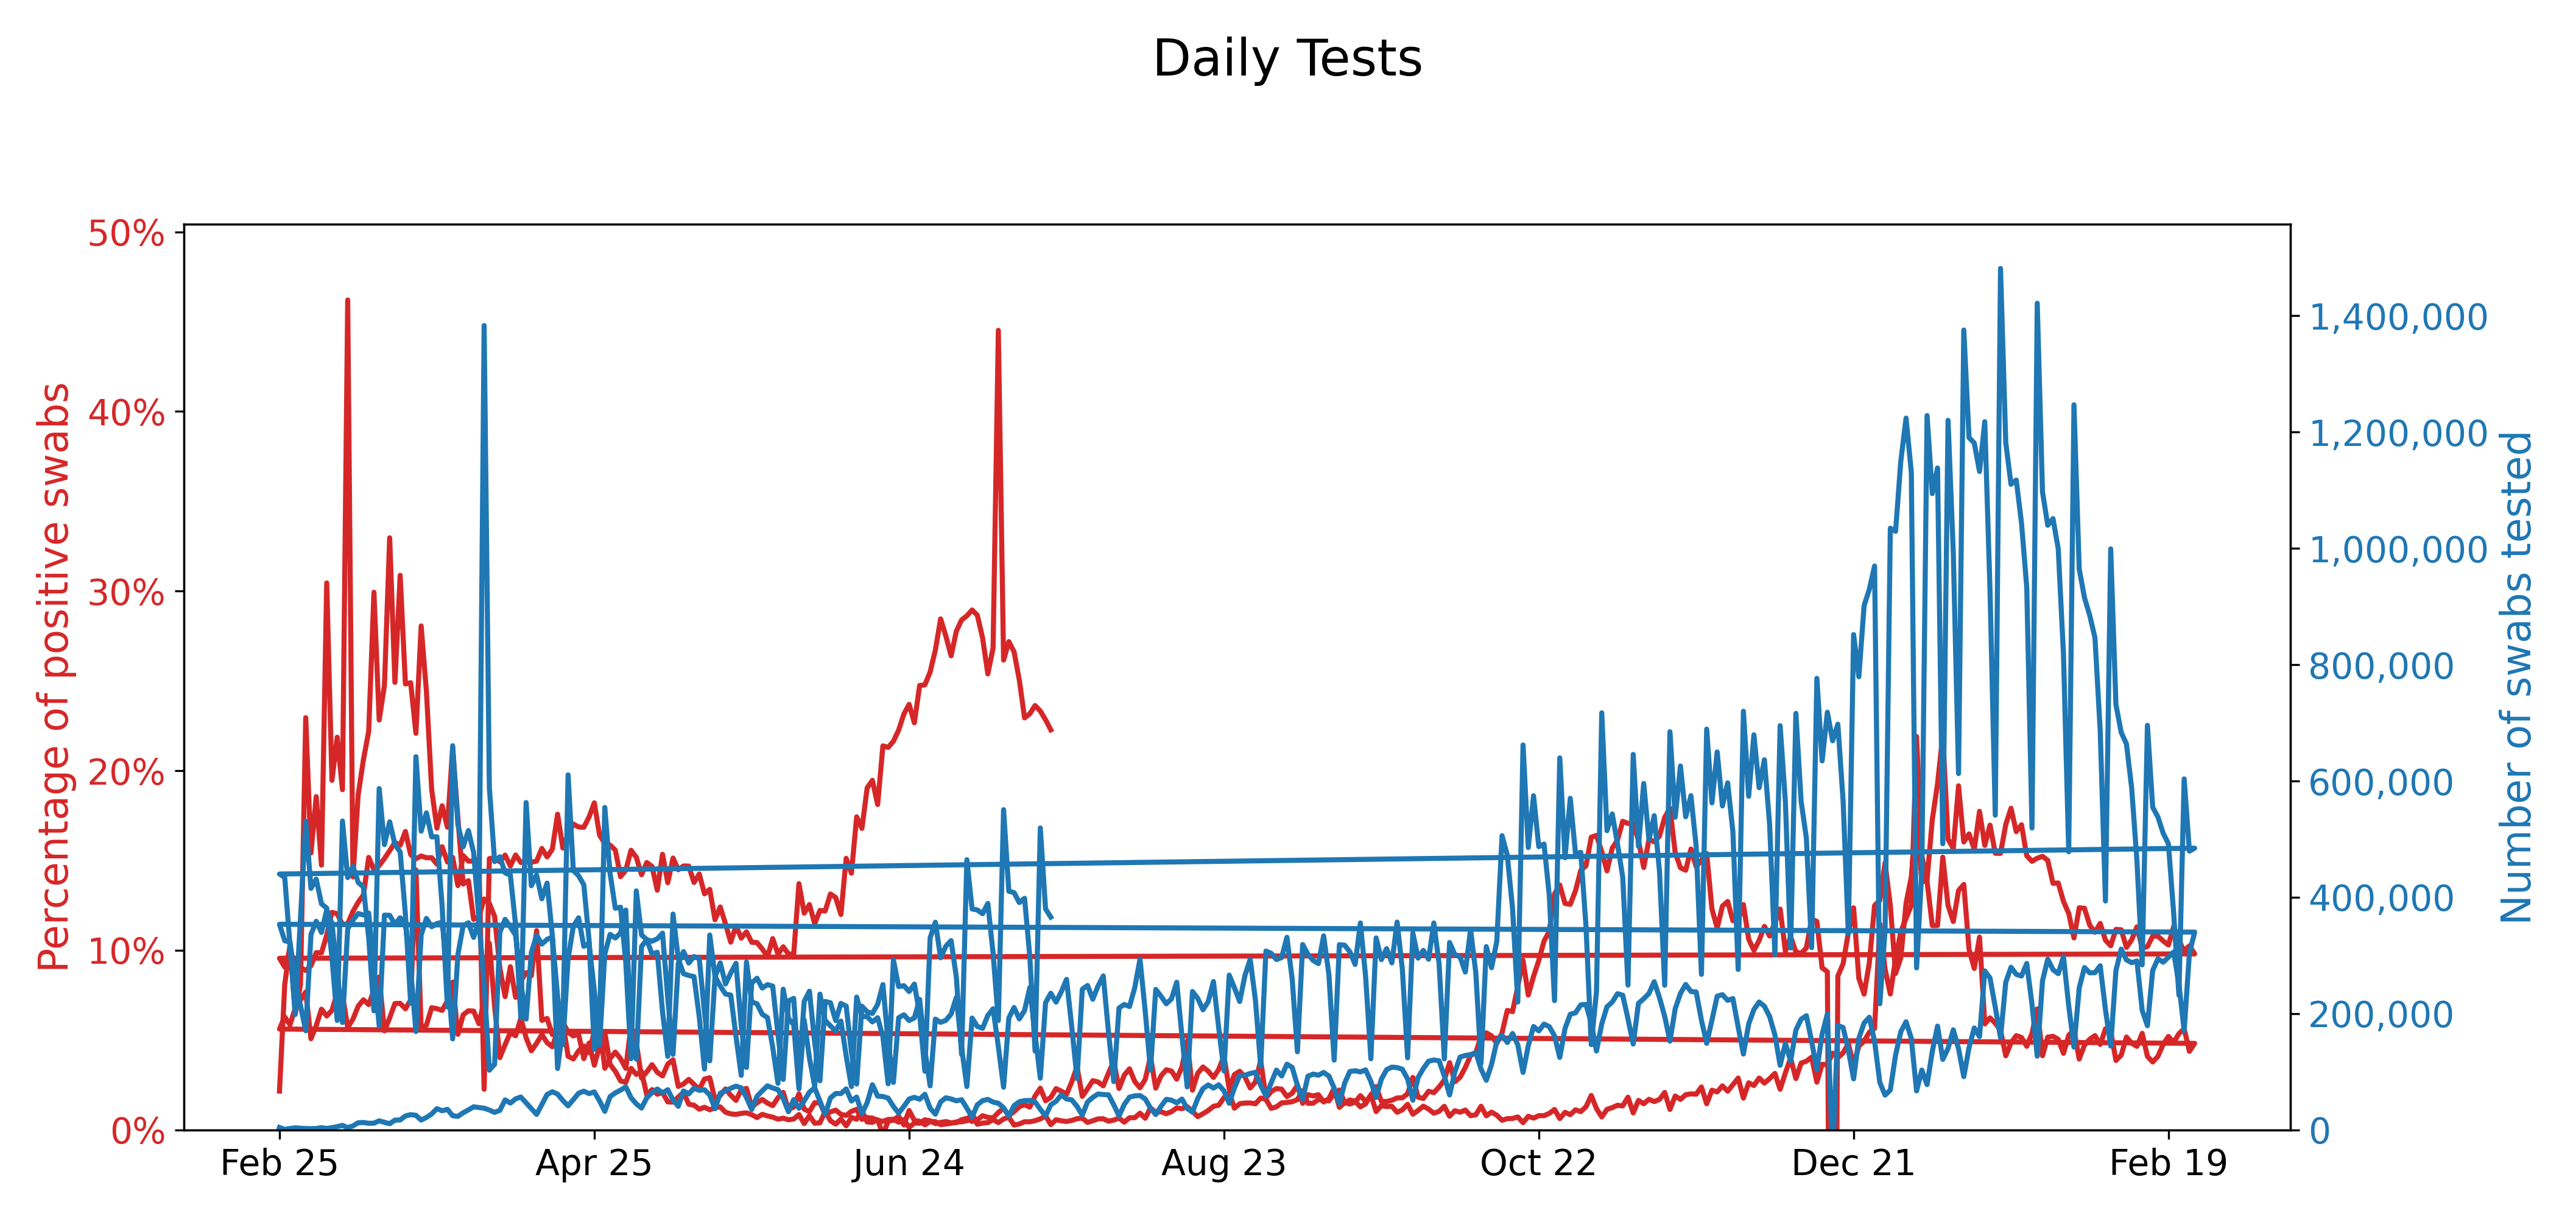 Daily Tests
50%
40%
30%
20%
10%
0%
Percentage of positive swabs
1,400,000
1,200,000
1,000,000
800,000
600,000
400,000
200,000
0
Number of swabs tested
Feb 25
Apr 25
Jun 24
Aug 23
Oct 22
Dec 21
Feb 19